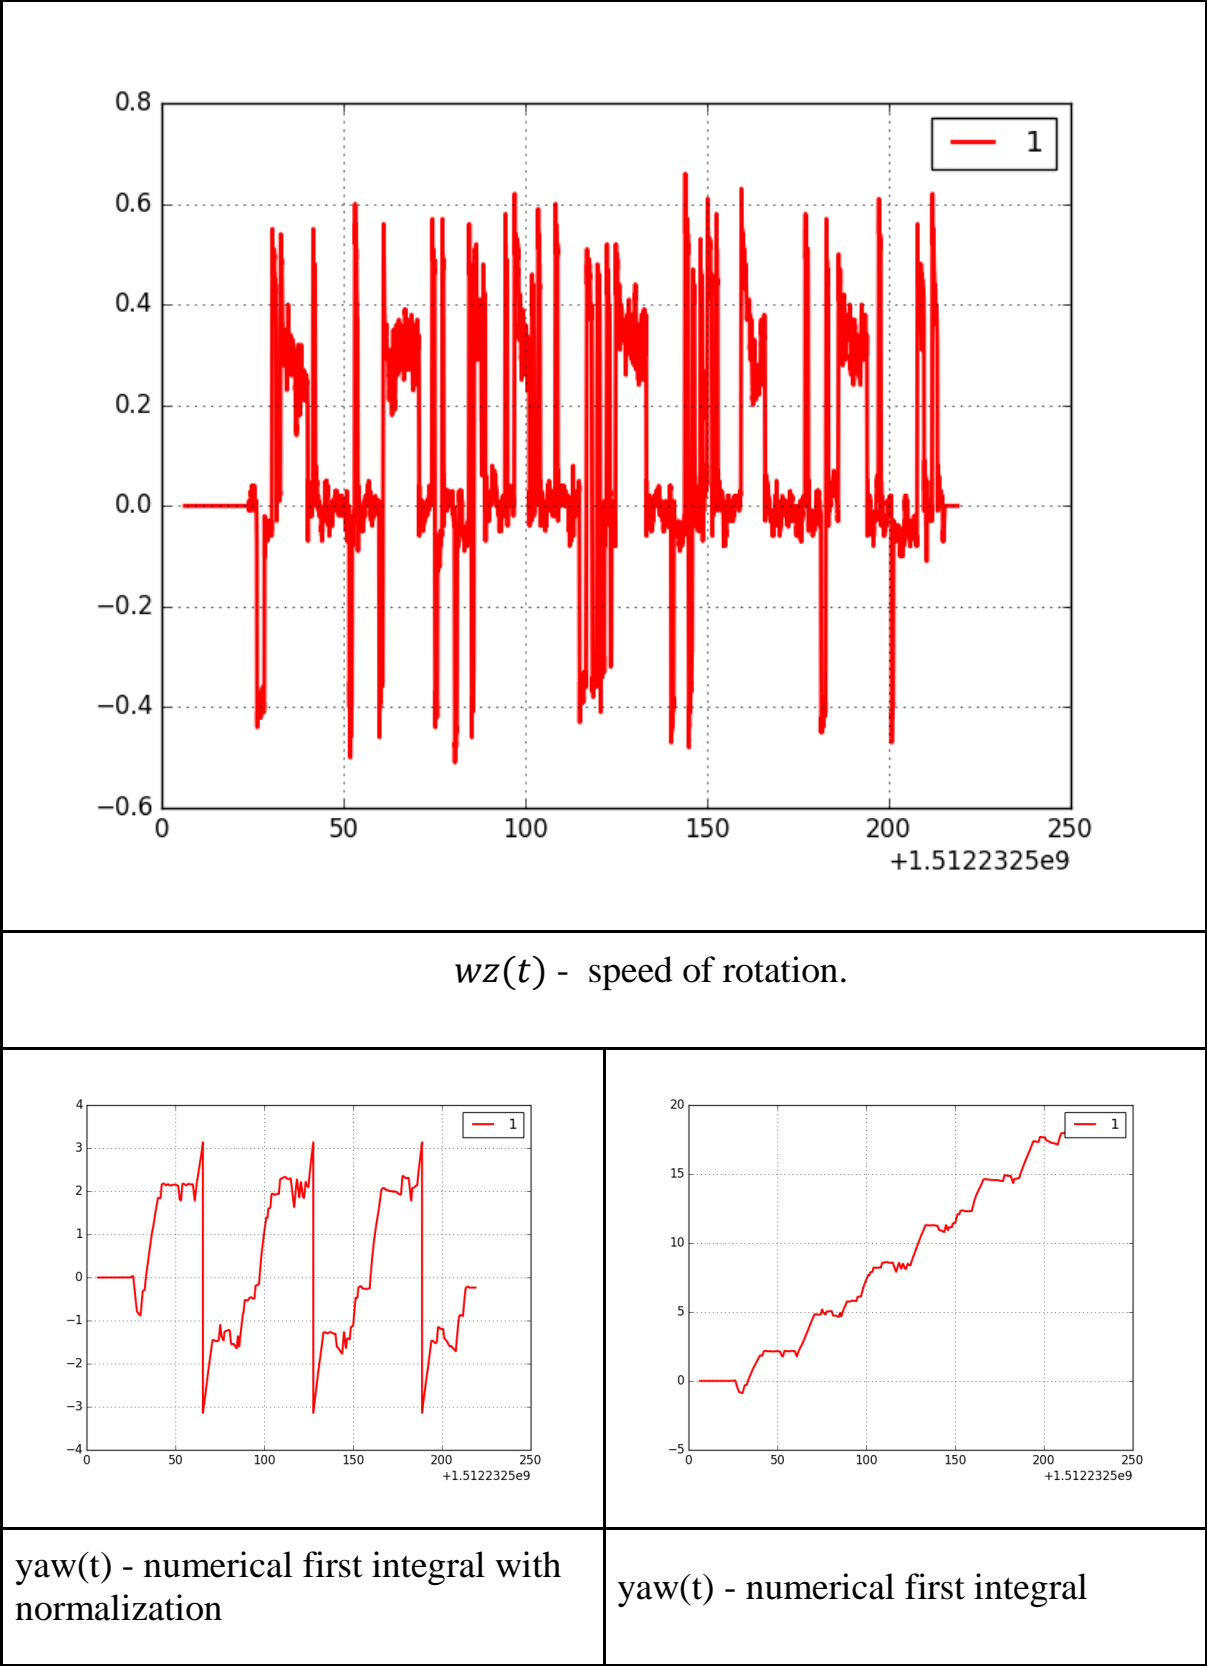 0.8
0.6
0.4
0.2
0.0
−0.2
−0.4
−0.6
0 50 100 150 200 250
+1.5122325e9
1
wz(t) - speed of rotation.
4
3
2
1
0
−1
−2
−3
−4
0 50 100 150 200 250
+1.5122325e9
1
20
15
10
5
0
−5
0 50 100 150 200 250
+1.5122325e9
1
yaw(t) - numerical first integral with
normalization
yaw(t) - numerical first integral